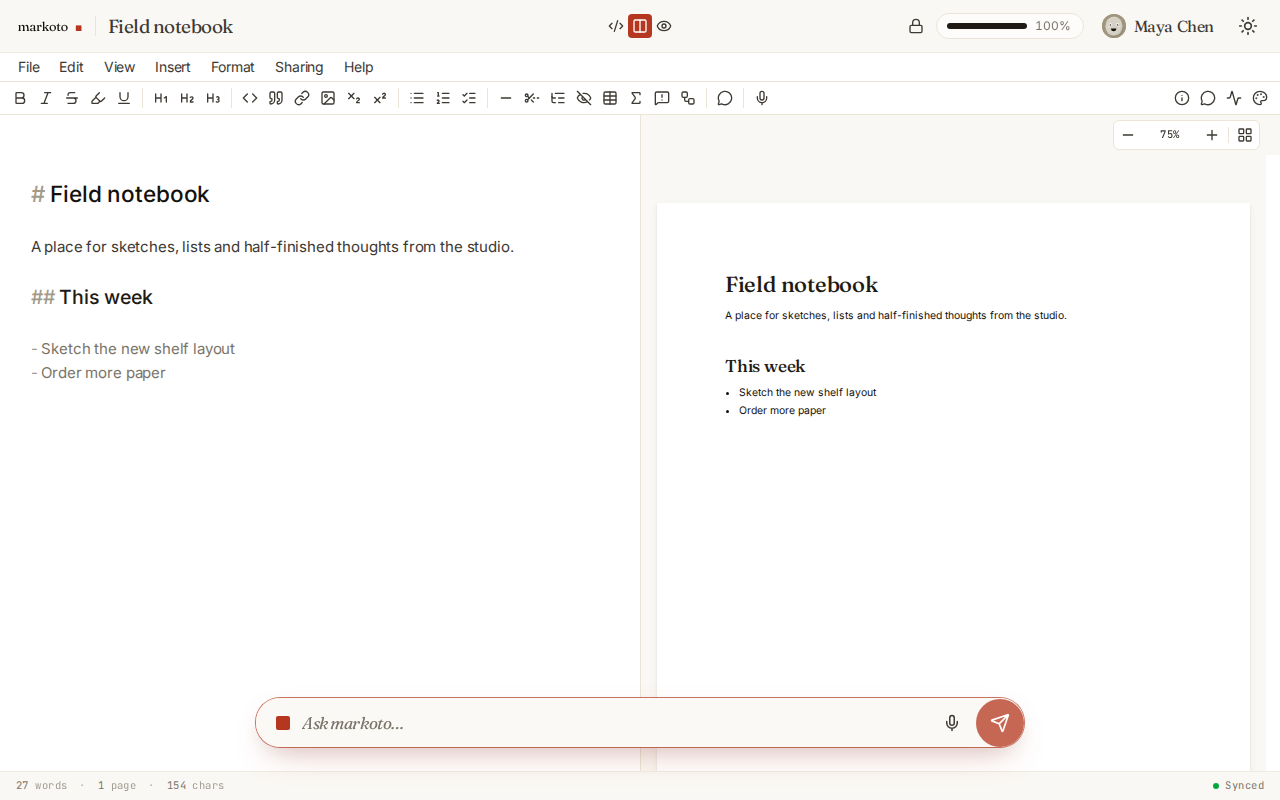 markoto
Field notebook
100%
Maya Chen
File Edit View Insert Format Sharing Help
H1 H2 H3
75%
# Field notebook
A place for sketches, lists and half-finished thoughts from the studio.
## This week
- Sketch the new shelf layout
- Order more paper
Field notebook
A place for sketches, lists and half-finished thoughts from the studio.
This week
• Sketch the new shelf layout
• Order more paper
Ask markoto...
27 words · 1 page · 154 chars
Synced